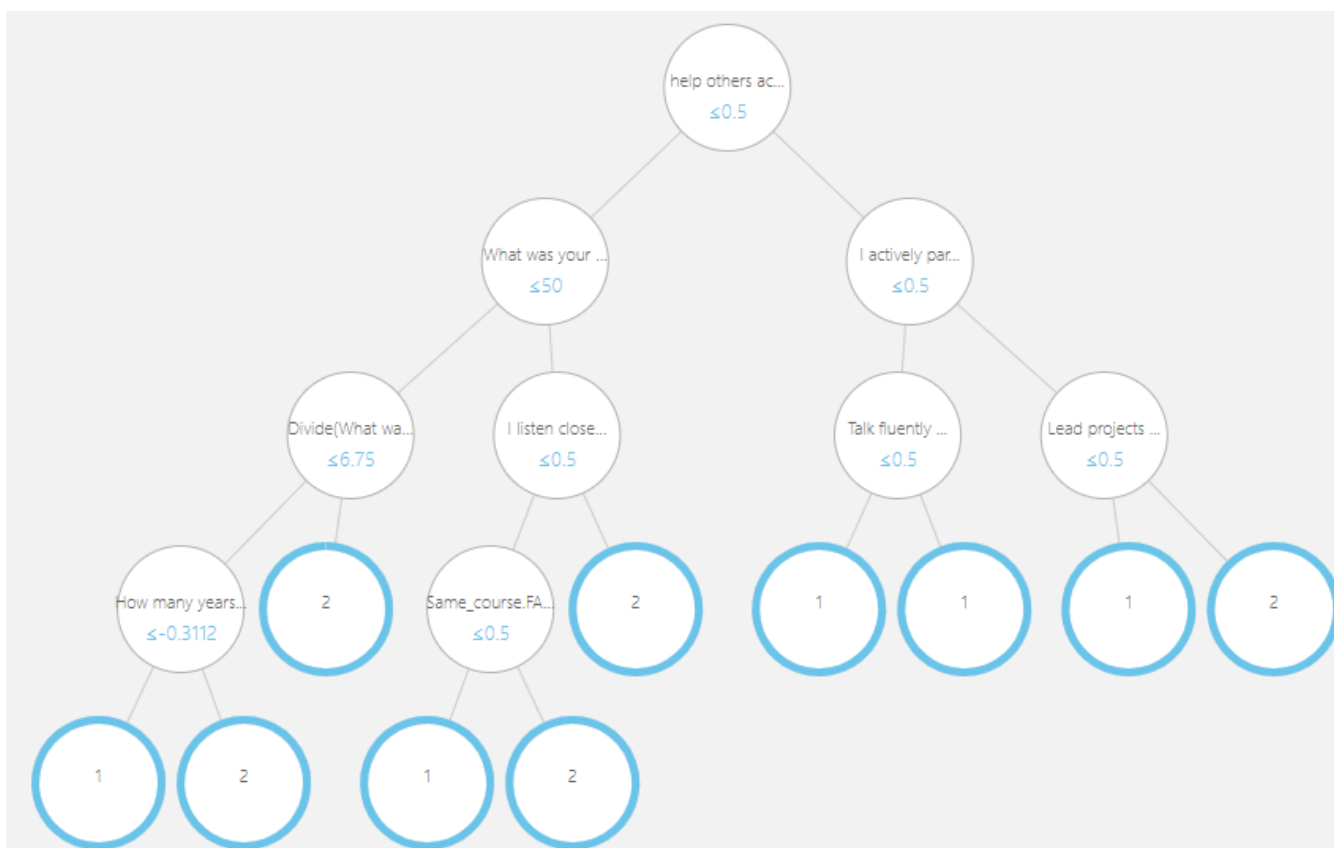 help others ac...
≤0.5
What was your ...
≤50
I actively par...
≤0.5
Divide(What wa...
≤6.75
I listen close...
≤0.5
Talk fluently ...
≤0.5
Lead projects ...
≤0.5
How many years...
≤-0.3112
2
Same_course.FA...
≤0.5
2
1
1
1
2
1
2
1
2